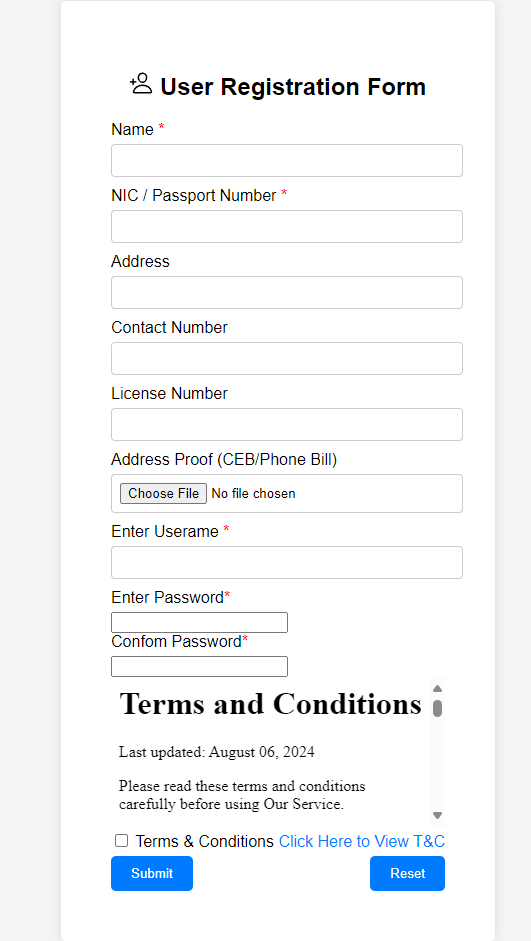 User Registration Form
Name *
NIC / Passport Number *
Address
Contact Number
License Number
Address Proof (CEB/Phone Bill)
Choose File No file chosen
Enter Userame *
Enter Password*
Confom Password*
Terms and Conditions
Last updated: August 06, 2024
Please read these terms and conditions
carefully before using Our Service.
Terms & Conditions Click Here to View T&C
Submit Reset